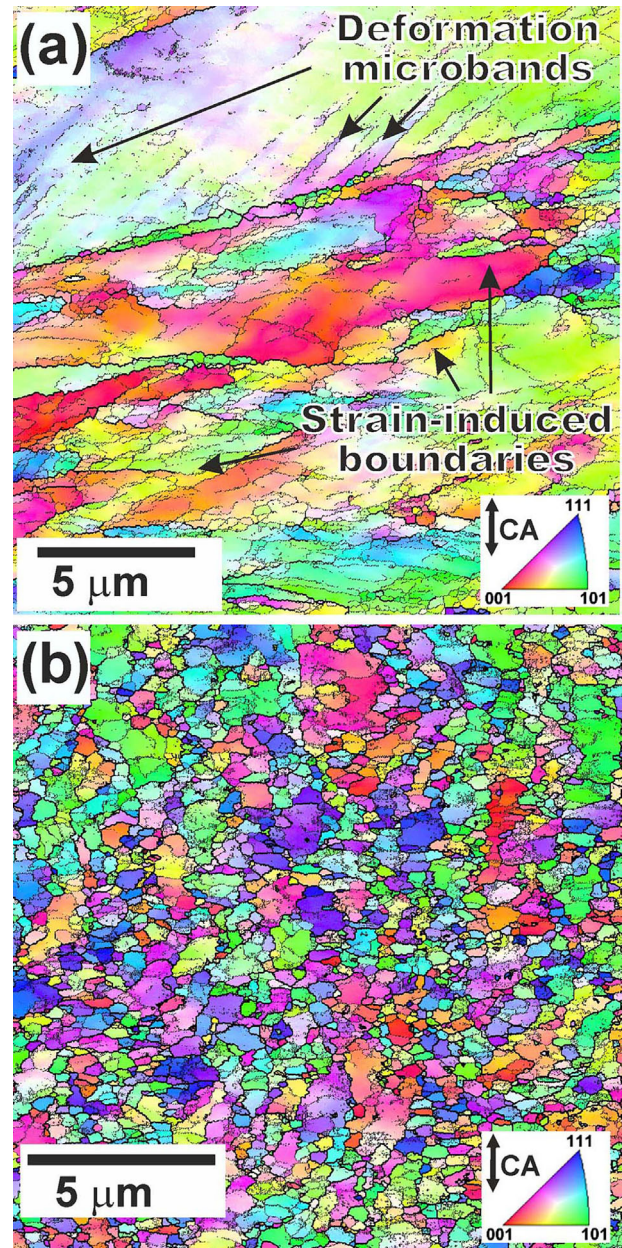 (a)
Deformation
microbands
Strain-induced
boundaries
5 μm
CA
111
001
101
(b)
5 μm
CA
111
001
101